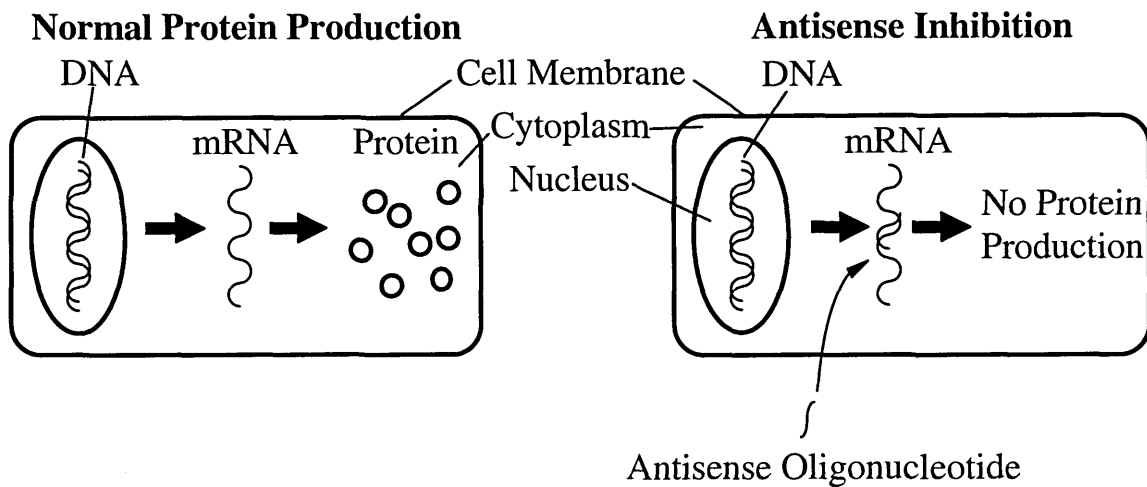 Normal Protein Production
Antisense Inhibition
DNA
Cell Membrane
DNA
mRNA
Protein
Cytoplasm
mRNA
Nucleus
No Protein
Production
Antisense Oligonucleotide